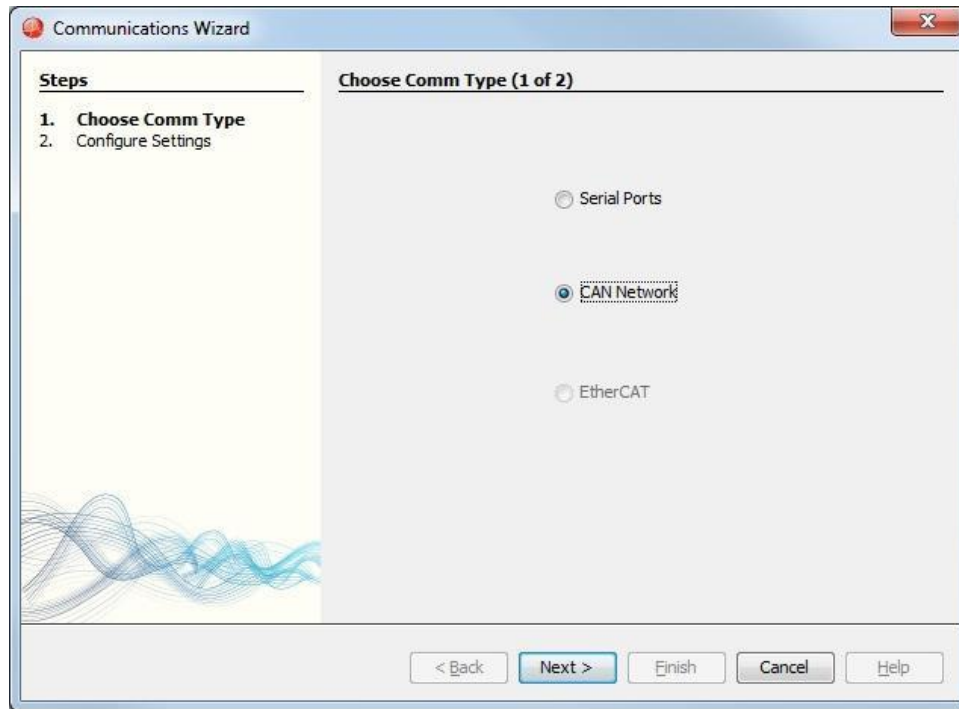 Communications Wizard
Steps
1. Choose Comm Type
2. Configure Settings
Choose Comm Type (1 of 2)
Serial Ports
CAN Network
EtherCAT
< Back
Next >
Finish
Cancel
Help